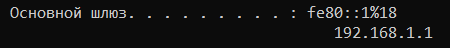 Основной шлюз. . . . . . . . . : fe80::1%18
192.168.1.1